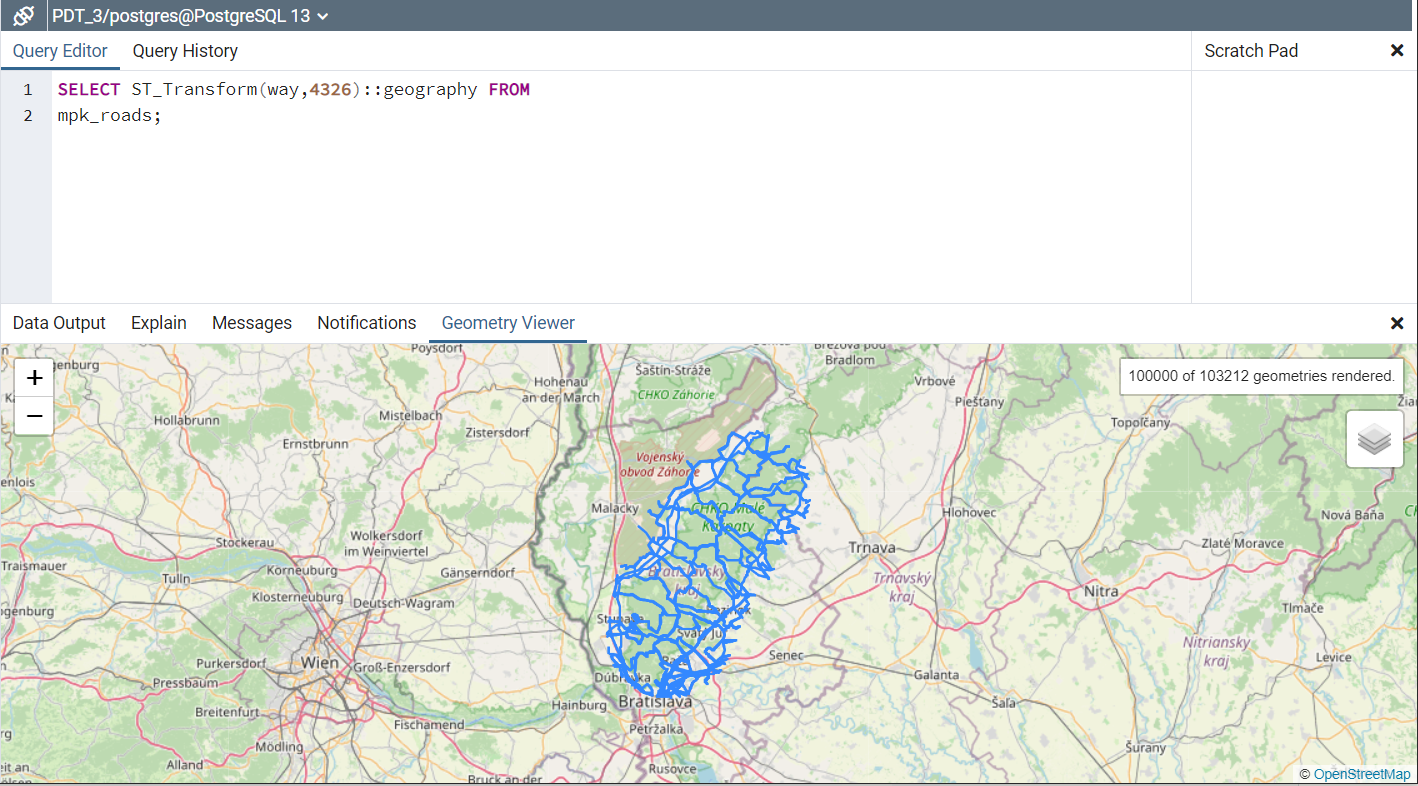 PDT_3/postgres@PostgreSQL 13
Query Editor Query History
Scratch Pad
1 SELECT ST_Transform(way,4326)::geography FROM
2 mpk_roads;
Data Output Explain Messages Notifications Geometry Viewer
+
−
100000 of 103212 geometries rendered.
Poysdorf
Šaštín-Stráže
Bradlom
Hohenau
an der March
CHKO Záhorie
Vrbové
Piešťany
Hollabrunn
Mistelbach
Topoľčany
Ernstbrunn
Zistersdorf
Vojenský
obvod Záhorie
Malacky
CHKO Malé
Karpaty
Hlohovec
Nová Baňa
Stockerau
Wolkersdorf
im Weinviertel
Trnava
Zlaté Moravce
Traismauer
Tulln
Korneuburg
Gänserndorf
Bratislavský
kraj
Trnavský
kraj
Klosterneuburg
Deutsch-Wagram
Nitra
Tlmače
Pezinok
Stupava
Svätý Jur
Nitriansky
kraj
Purkersdorf
Wien
Groß-Enzersdorf
Senec
Levice
Pressbaum
Dúbravka
Galanta
Breitenfurt
Hainburg
Bratislava
Šaľa
Fischamend
Petržalka
Mödling
Šurany
Alland
Rusovce
Bruck an der
© OpenStreetMap